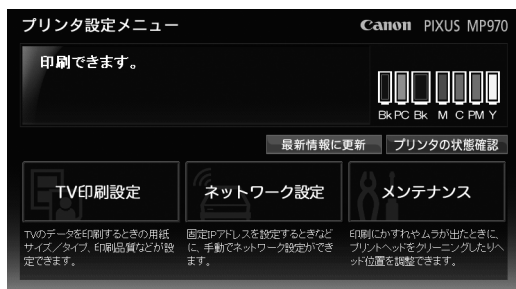 プリンタ設定メニュー
Canon PIXUS MP970
印刷できます。
Bk PC Bk M C PM Y
最新情報に更新 プリンタの状態確認
TV印刷設定 ネットワーク設定 メンテナンス
TVのデータを印刷するときの用紙
サイズ/タイプ、印刷品質などが設
定できます。
固定IPアドレスを設定するときなど
に、手動でネットワーク設定ができ
ます。
印刷にかすれやムラが出たときに、
プリントヘッドをクリーニングしたりヘ
ッド位置を調整できます。